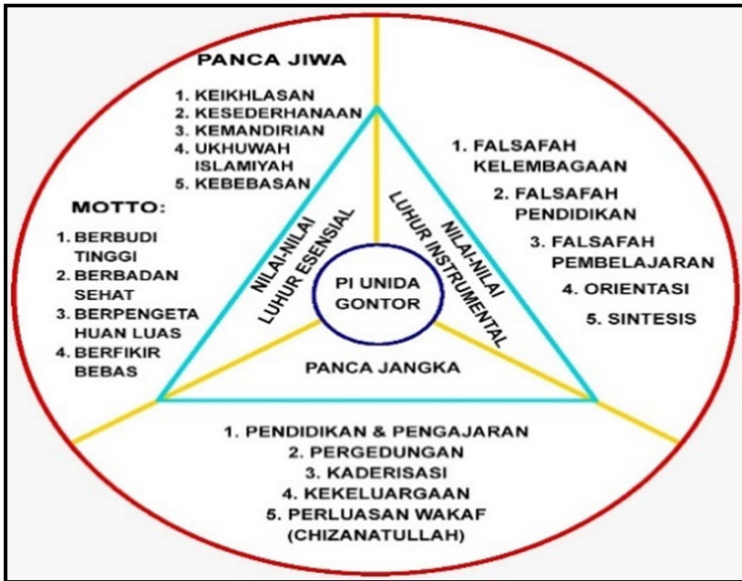 PANCA JIWA
1. KEIKHLASAN
2. KESEDERHANAAN
3. KEMANDIRIAN
4. UKHUWAH
ISLAMIYAH
5. KEBEBASAN
MOTTO:
1. BERBUDI
TINGGI
2. BERBADAN
SEHAT
3. BERPENGETA
HUAN LUAS
4. BERFIKIR
BEBAS
NILAI-NILAI
LUHUR ESENSIAL
NILAI-NILAI
LUHUR INSTRUMENTAL
1. FALSAFAH
KELEMBAGAAN
2. FALSAFAH
PENDIDIKAN
3. FALSAFAH
PEMBELAJARAN
4. ORIENTASI
5. SINTESIS
PI UNIDA
GONTOR
PANCA JANGKA
1. PENDIDIKAN & PENGAJARAN
2. PERGEDUNGAN
3. KADERISASI
4. KEKELUARGAAN
5. PERLUASAN WAKAF
(CHIZANATULLAH)